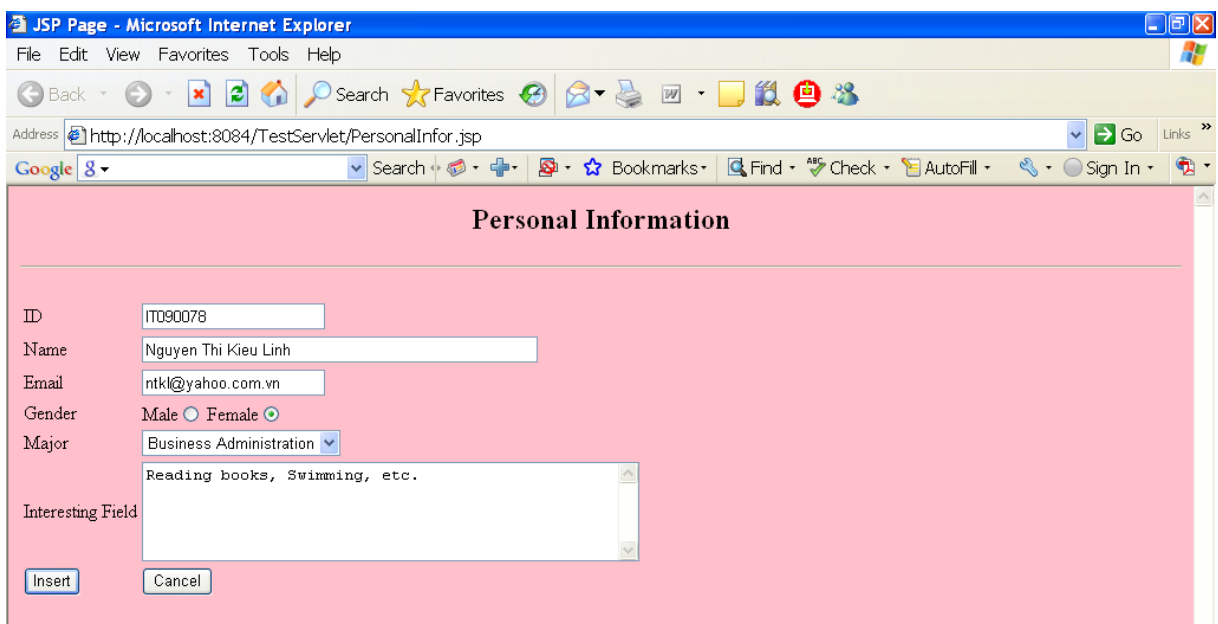 JSP Page - Microsoft Internet Explorer
File Edit View Favorites Tools Help
Back Search Favorites
Address http://localhost:8084/TestServlet/PersonalInfor.jsp Go Links »
Google g Search Bookmarks Find ABC Check AutoFill Sign In
Personal Information
ID IT090078
Name Nguyen Thi Kieu Linh
Email ntkl@yahoo.com.vn
Gender Male Female
Major Business Administration
Reading books, Swimming, etc.
Interesting Field
Insert Cancel